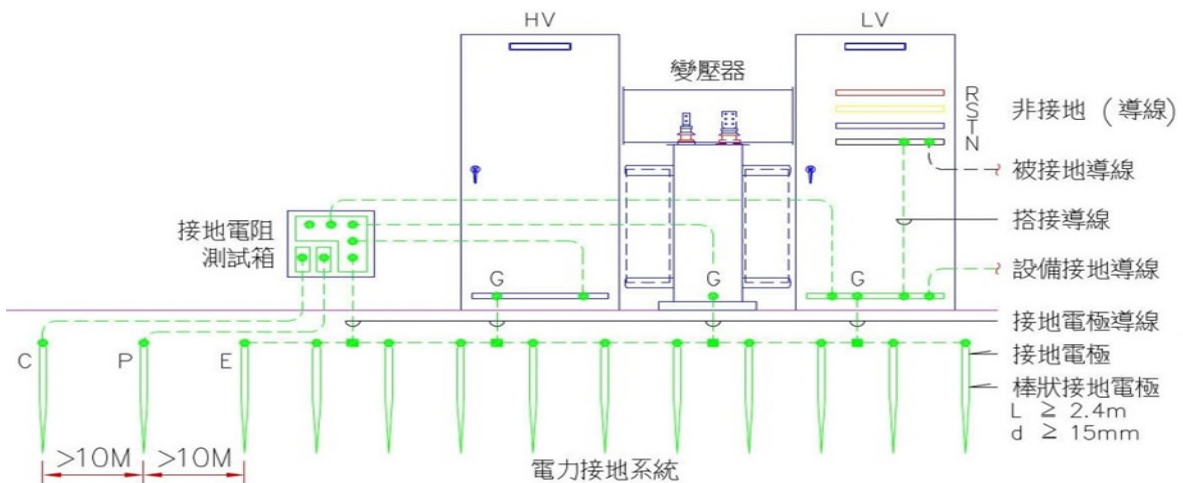 HV
LV
變壓器
R
S
T
N
非接地 (導線)
被接地導線
接地電阻
測試箱
搭接導線
G
G
G
設備接地導線
接地電極導線
C
P
E
接地電極
棒狀接地電極
L ≥ 2.4m
d ≥ 15mm
>10M
>10M
電力接地系統